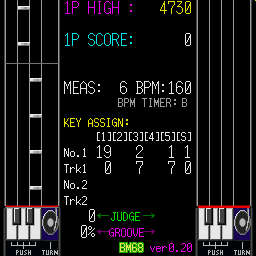 1P HIGH : 4730
1P SCORE: 0
MEAS: 6 BPM:160
BPM TIMER: B
KEY ASSIGN:
[1][2][3][4][5][S]
No.1 19 2 1 1
Trk1 0 7 7 0
No.2
Trk2
0 ←JUDGE→
0% ←GROOVE→
PUSH TURN
PUSH TURN
BM68 ver0.20